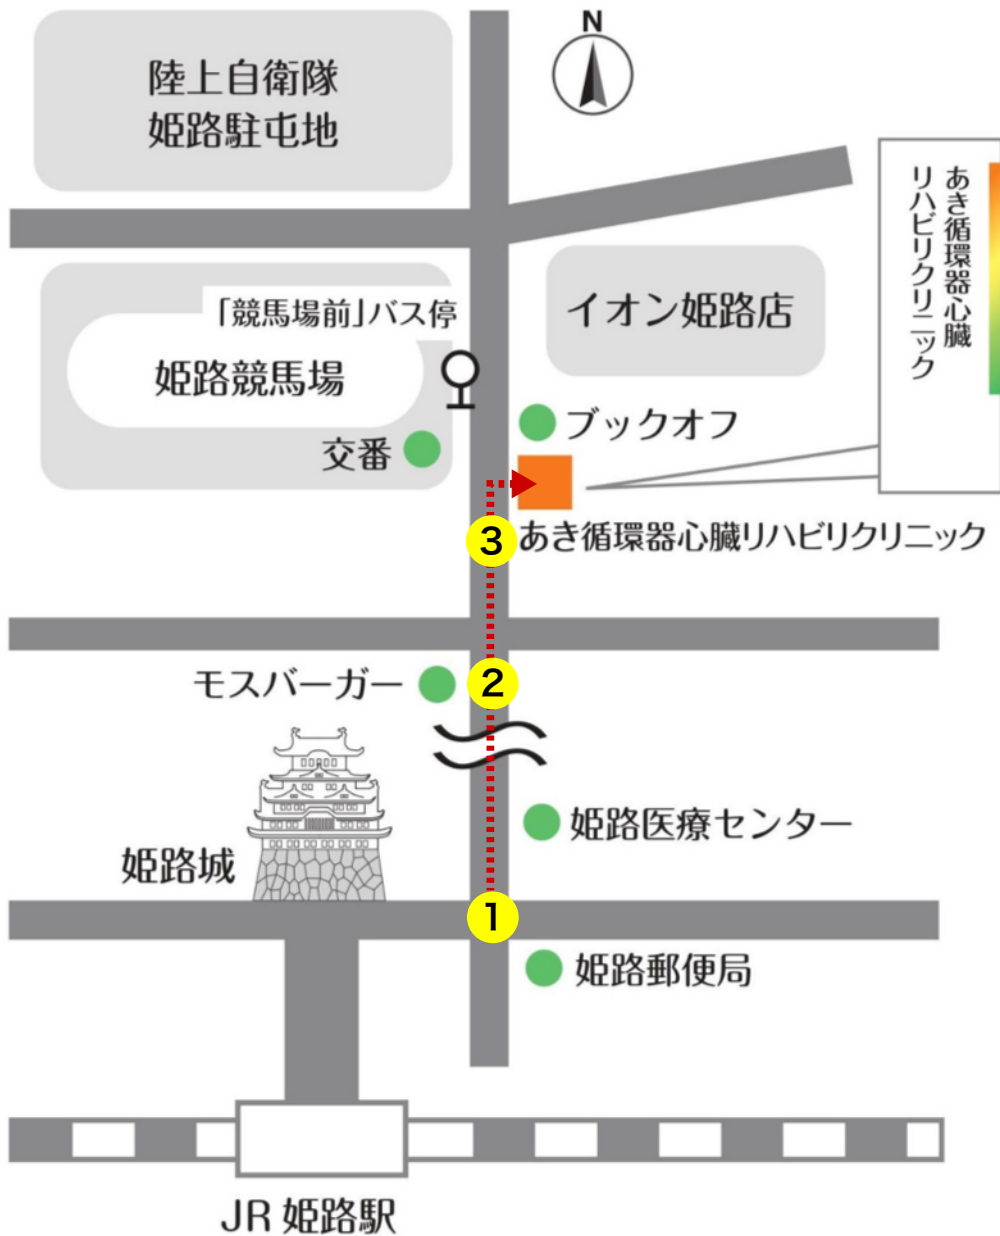 N
陸上自衛隊
姫路駐屯地
あき循環器心臓
リハビリクリニック
「競馬場前」バス停
イオン姫路店
姫路競馬場
ブックオフ
交番
3
あき循環器心臓リハビリクリニック
モスバーガー
2
姫路医療センター
姫路城
1
姫路郵便局
JR 姫路駅